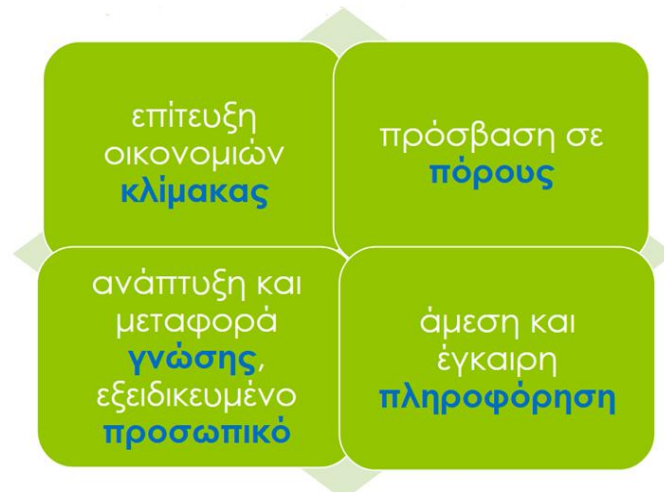 επίτευξη
οικονομιών
κλίμακας
πρόσβαση σε
πόρους
ανάπτυξη και
μεταφορά
γνώσης,
εξειδικευμένο
προσωπικό
άμεση και
έγκαιρη
πληροφόρηση